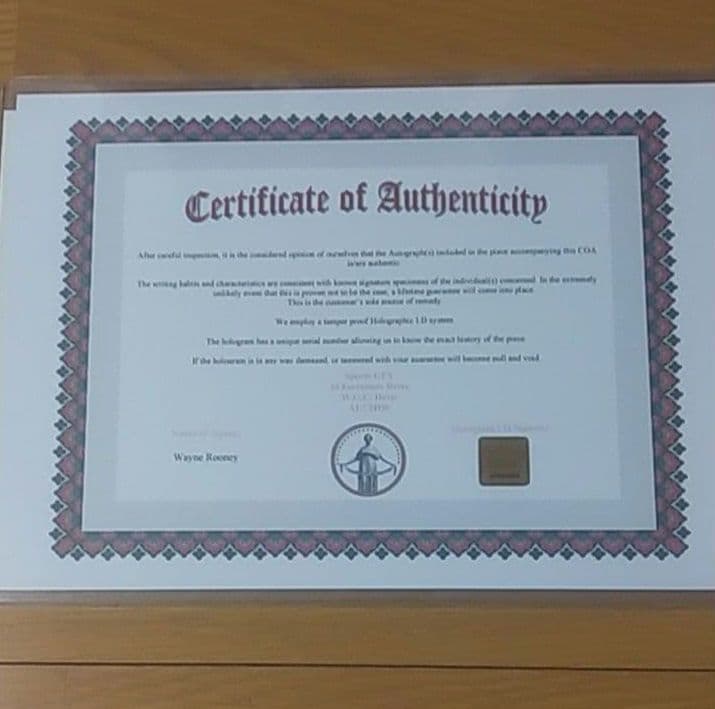 Certificate of Authenticity
After careful inspection, it is the considered opinion of ourselves that the Autograph(s) included in the piece accompanying this COA
is/are authentic
The writing habits and characteristics are consistent with known signature specimens of the individual(s) concerned. In the extremely
unlikely event that this is proven not to be the case, a lifetime guarantee will come into place
This is the customer's sole source of remedy
We employ a tamper proof Holographic I.D system
The hologram has a unique serial number allowing us to know the exact history of the piece
If the hologram is in any way damaged, or tampered with your guarantee will become null and void
Wayne Rooney